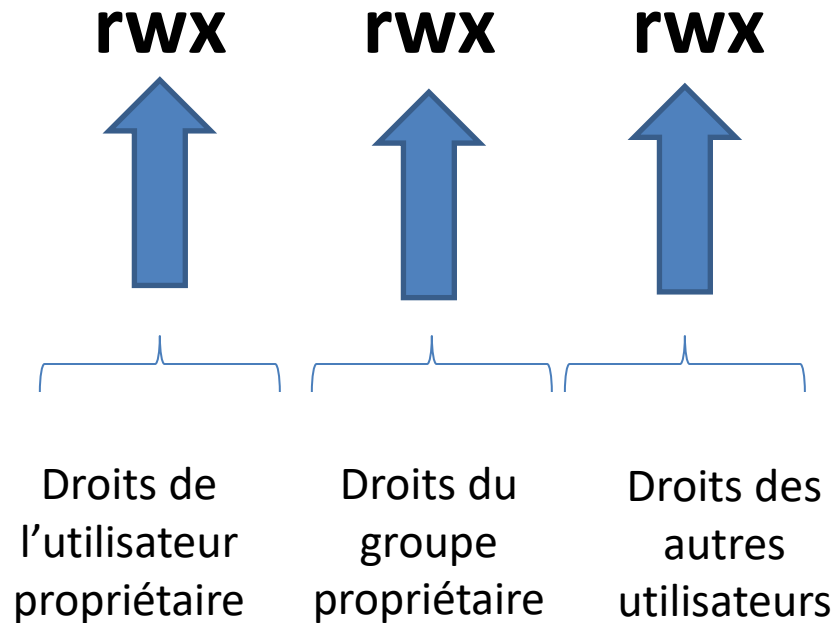 rwx rwx rwx
Droits de
l’utilisateur
propriétaire
Droits du
groupe
propriétaire
Droits des
autres
utilisateurs